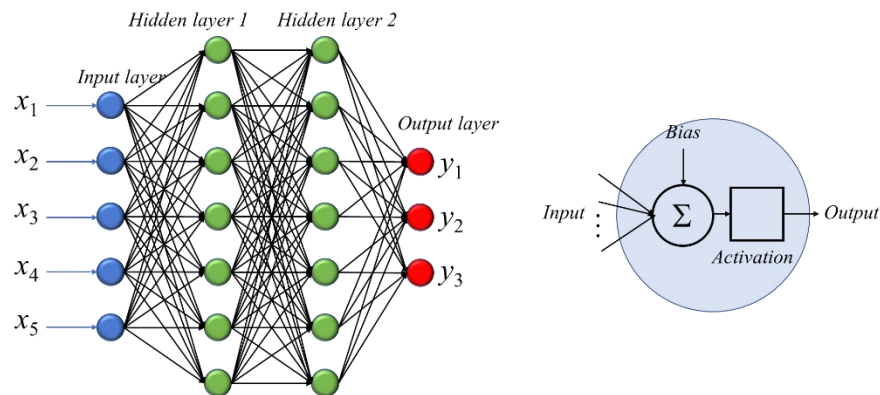 Hidden layer 1
Hidden layer 2
Input layer
x₁
x₂
x₃
x₄
x₅
Output layer
y₁
y₂
y₃
Bias
Input
⋮
Σ
Output
Activation